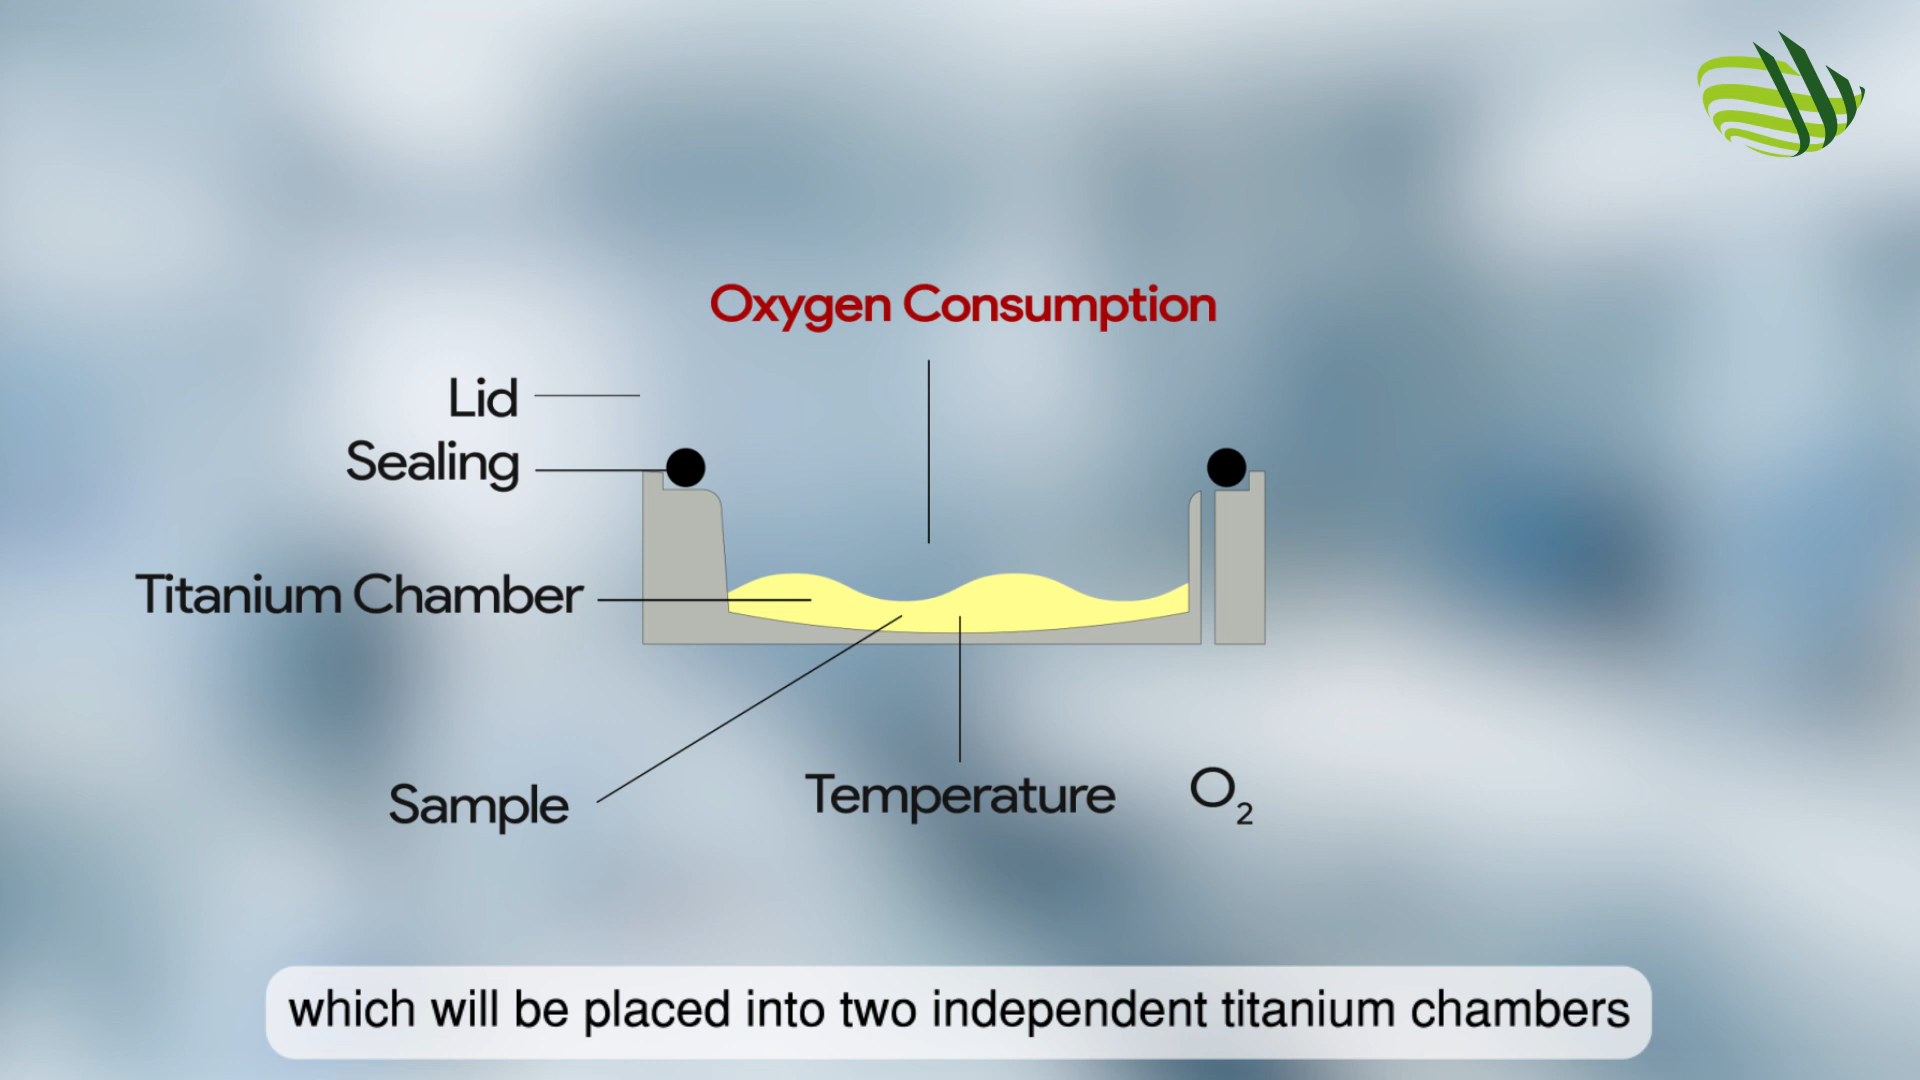 Oxygen Consumption
Lid
Sealing
Titanium Chamber
Sample
Temperature
O₂
which will be placed into two independent titanium chambers